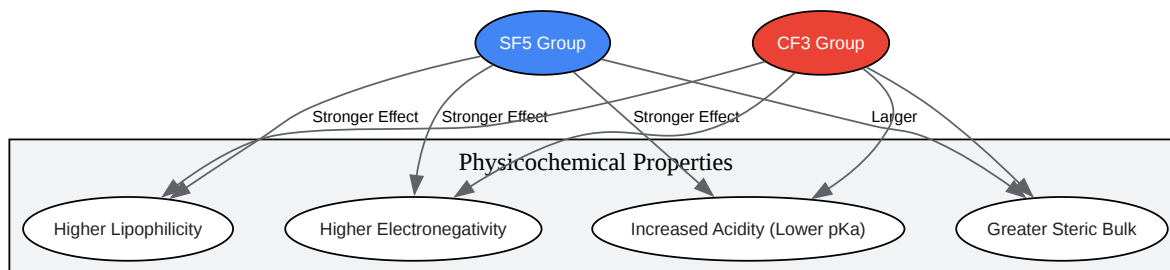 SF5 Group
CF3 Group
Stronger Effect
Stronger Effect
Stronger Effect
Larger
Physicochemical Properties
Higher Lipophilicity
Higher Electronegativity
Increased Acidity (Lower pKa)
Greater Steric Bulk